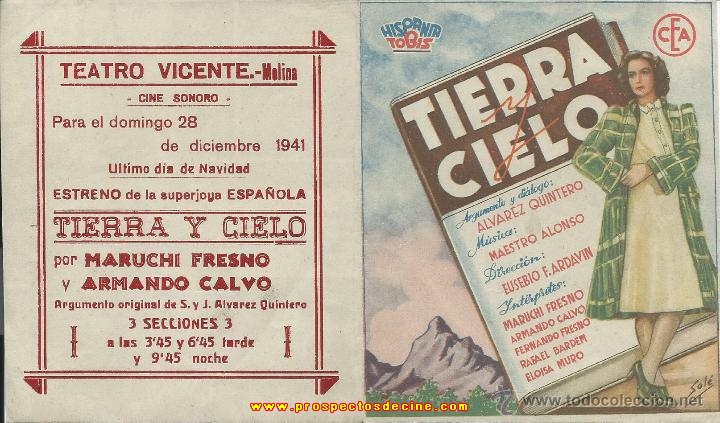 TEATRO VICENTE.-Molina
- CINE SONORO -
Para el domingo 28
de diciembre 1941
Ultimo día de Navidad
ESTRENO de la superjoya ESPAÑOLA
TIERRA Y CIELO
por MARUCHI FRESNO
y ARMANDO CALVO
Argumento original de S. y J. Alvarez Quintero
3 SECCIONES 3
a las 3'45 y 6'45 tarde
y 9'45 noche
HISPANIA
TOBIS
CEA
TIERRA
y
CIELO
Argumento y diálogo:
ALVAREZ QUINTERO
Música:
MAESTRO ALONSO
Dirección:
EUSEBIO F. ARDAVIN
Intérpretes:
MARUCHI FRESNO
ARMANDO CALVO
FERNANDO FRESNO
RAFAEL BARDEM
ELOISA MURO
Solé
www.prospectosdecine.com
todocoleccion.net